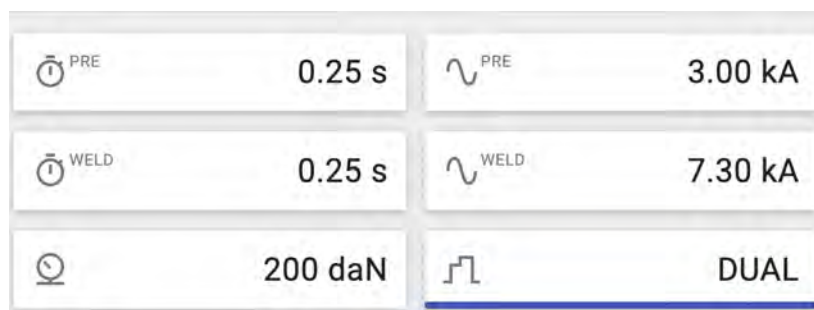 PRE 0.25 s PRE 3.00 kA
WELD 0.25 s WELD 7.30 kA
200 daN DUAL